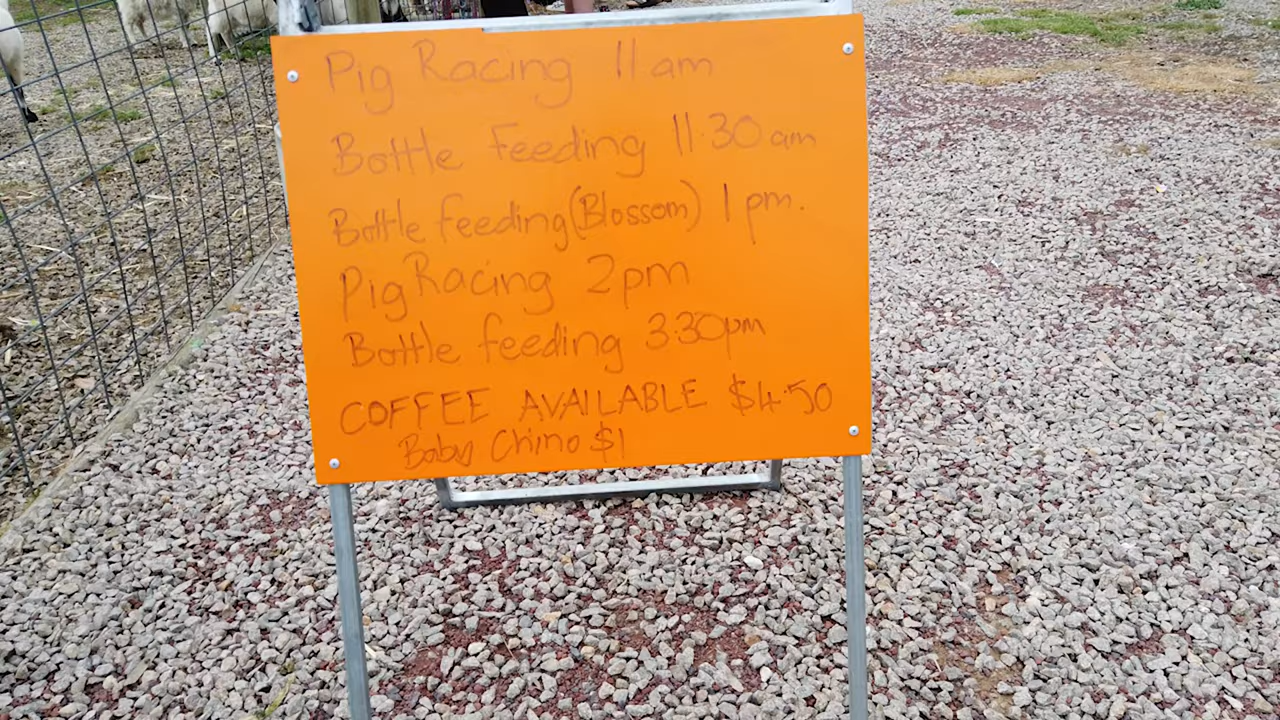 Pig Racing 11am
Bottle Feeding 11.30am
Bottle feeding (Blossom) 1pm.
Pig Racing 2pm
Bottle feeding 3.30pm
COFFEE AVAILABLE $4.50
Baby Chino $1